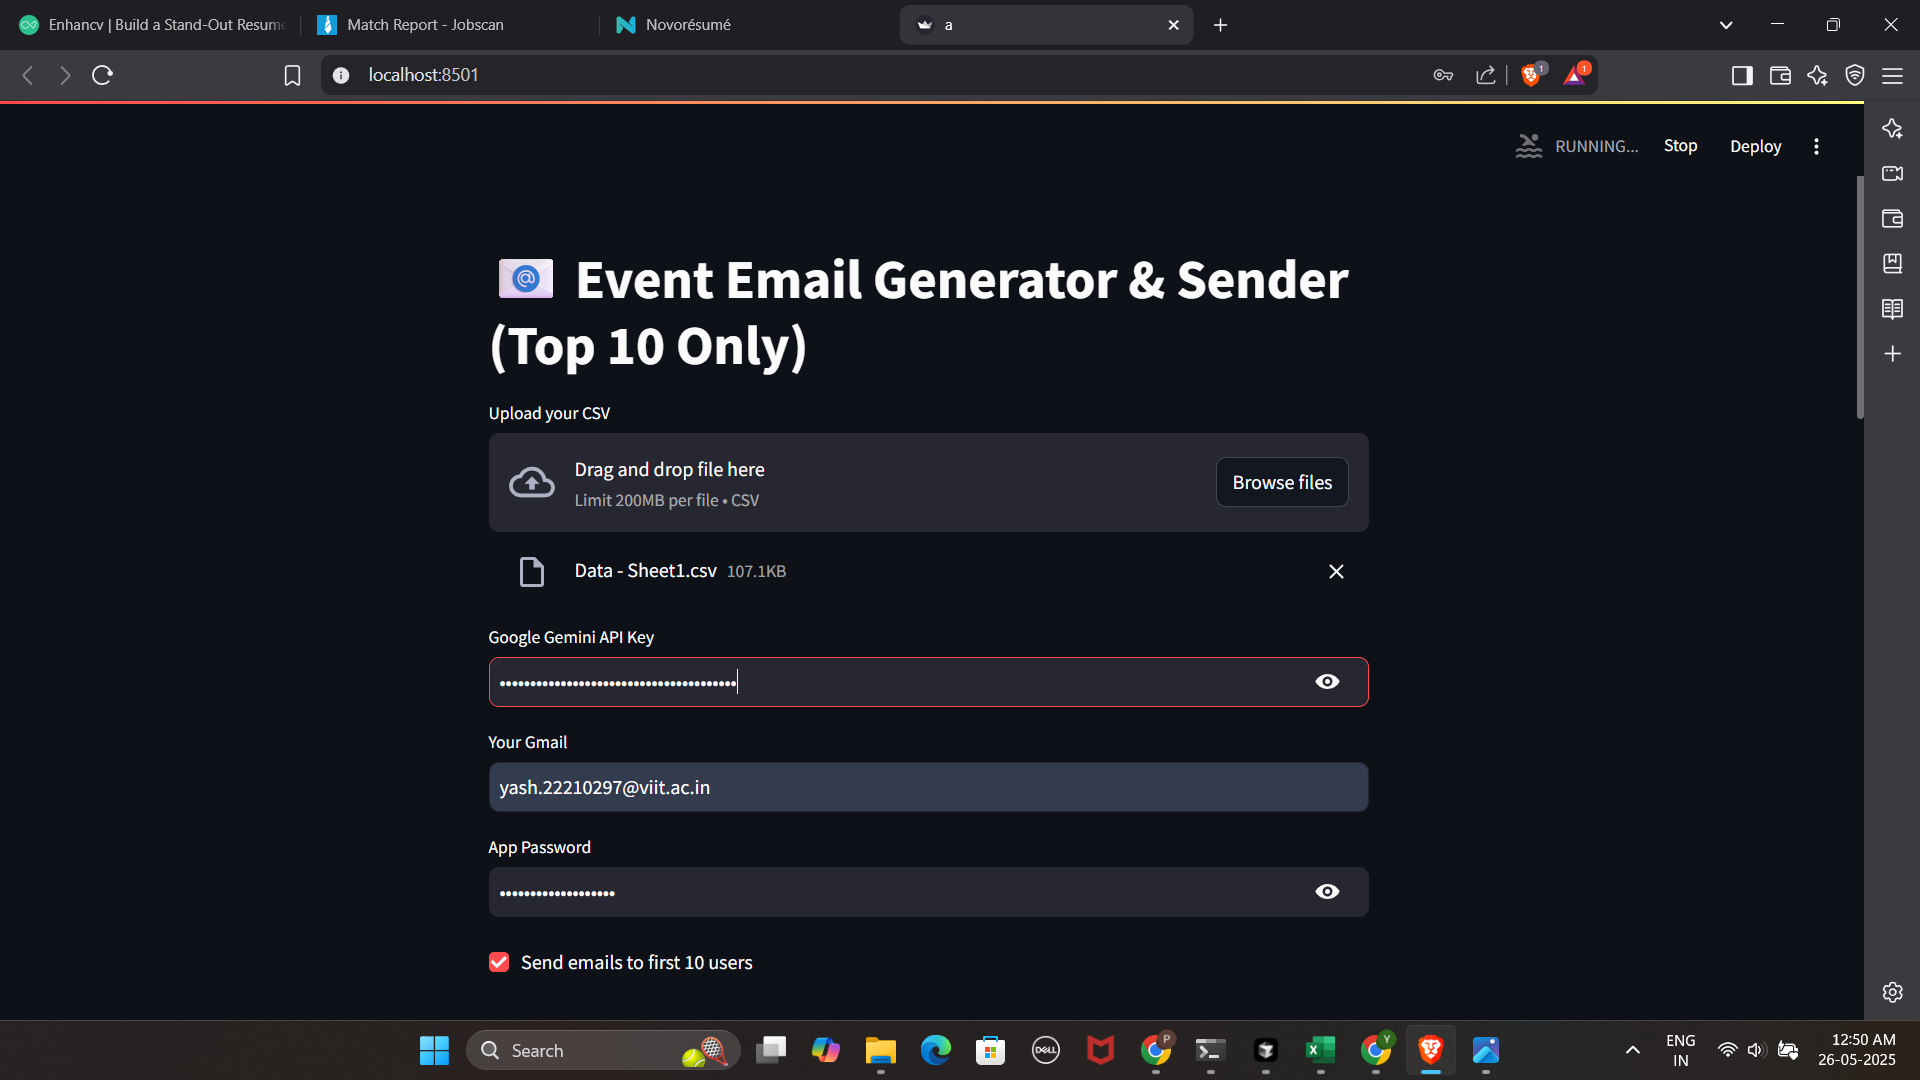 Enhancv | Build a Stand-Out Resume
Match Report - Jobscan
Novorésumé
a
localhost:8501
1
1
RUNNING...
Stop
Deploy
@ Event Email Generator & Sender
(Top 10 Only)
Upload your CSV
Drag and drop file here
Limit 200MB per file • CSV
Browse files
Data - Sheet1.csv 107.1KB
Google Gemini API Key
Your Gmail
yash.22210297@viit.ac.in
App Password
Send emails to first 10 users
Search
DELL
P
Y
ENG
IN
12:50 AM
26-05-2025